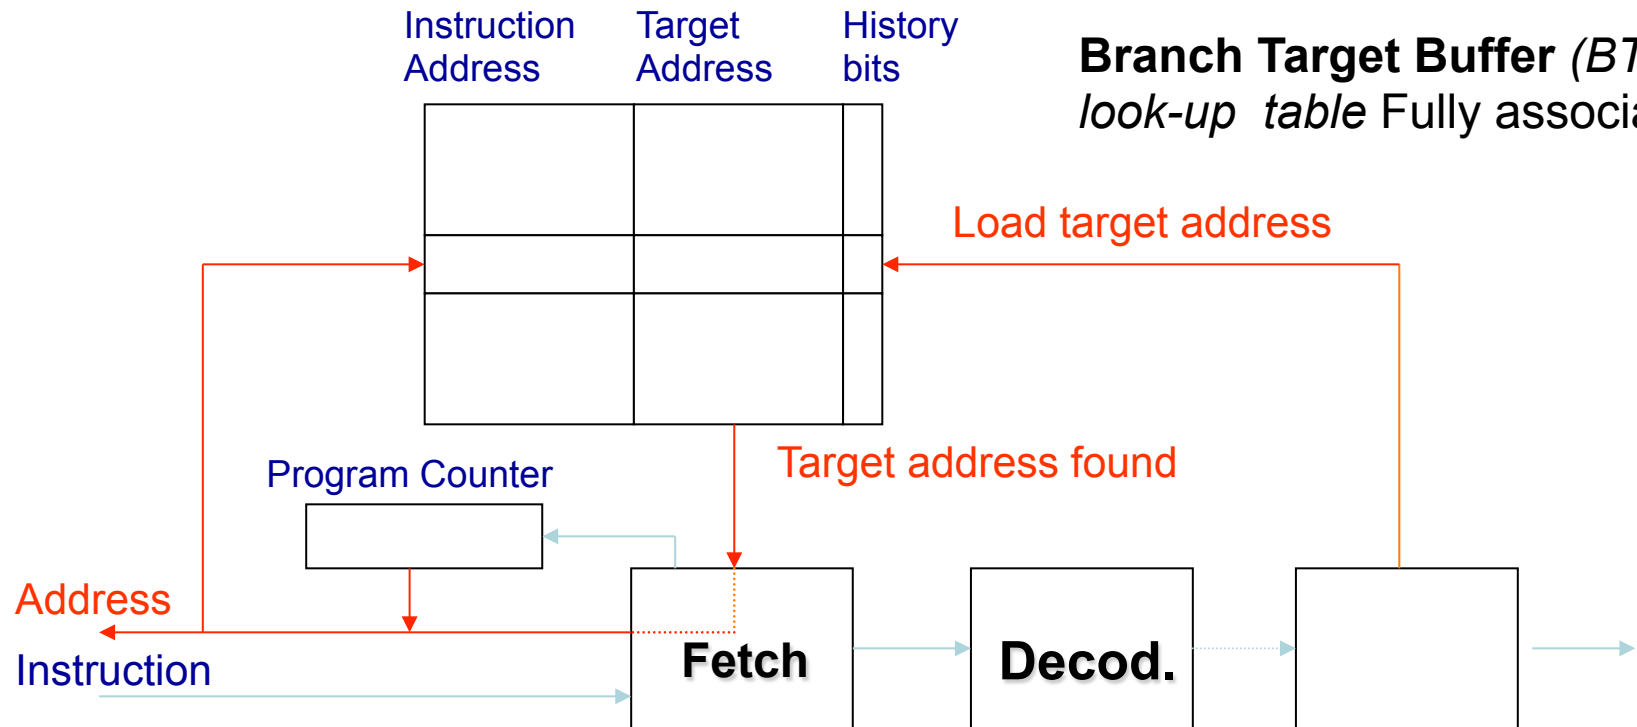 Instruction Address
Target Address
History bits
Branch Target Buffer (BT
look-up table Fully associa
Load target address
Target address found
Program Counter
Address
Instruction
Fetch
Decod.